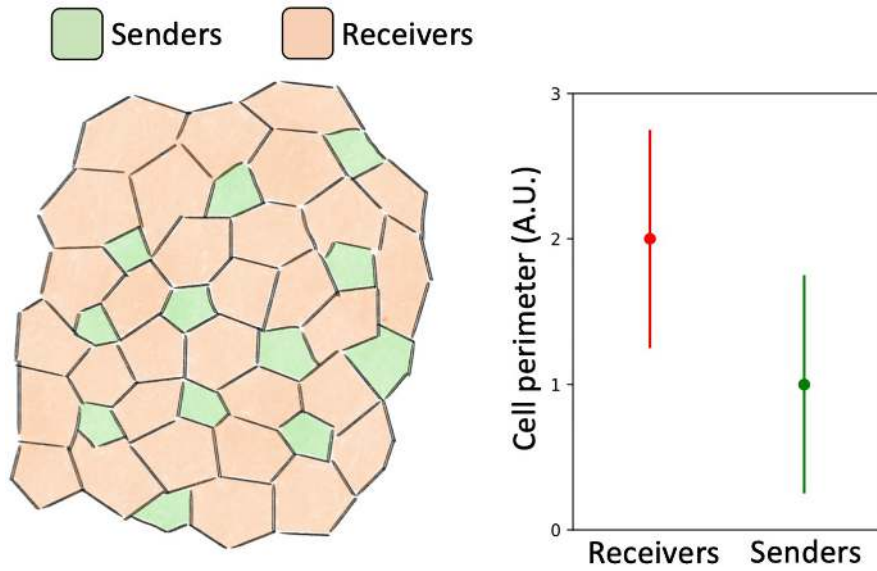 Senders
Receivers
Cell perimeter (A.U.)
3
2
1
0
Receivers
Senders